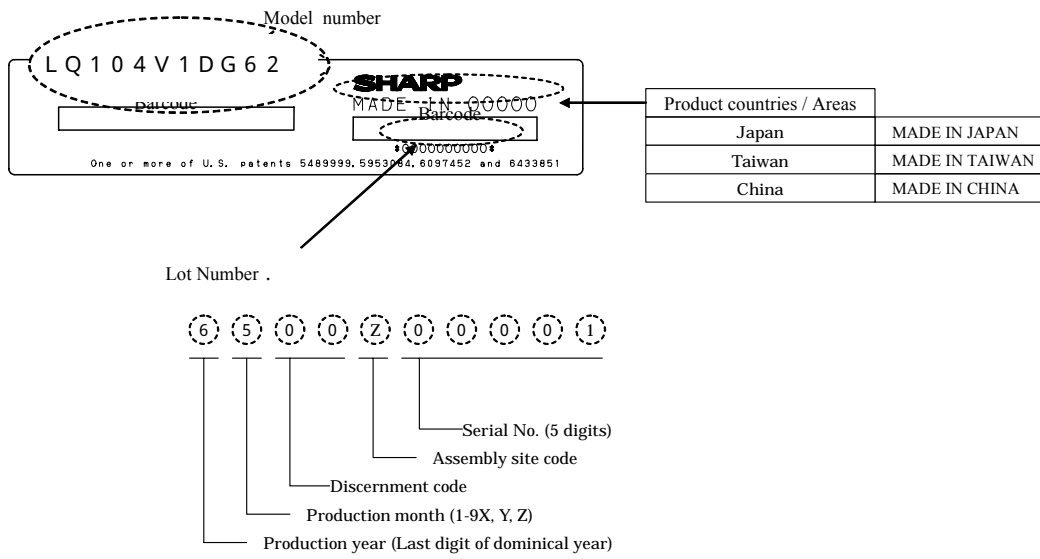 Model number
LQ104V1DG62
SHARP
Barcode
MADE IN OOOOO
Barcode
*0000000000*
One or more of U.S. patents 5489999, 5953084, 6097452 and 6433851
Product countries / Areas
Japan MADE IN JAPAN
Taiwan MADE IN TAIWAN
China MADE IN CHINA
Lot Number .
6 5 0 0 Z 0 0 0 0 1
Serial No. (5 digits)
Assembly site code
Discernment code
Production month (1-9X, Y, Z)
Production year (Last digit of dominical year)